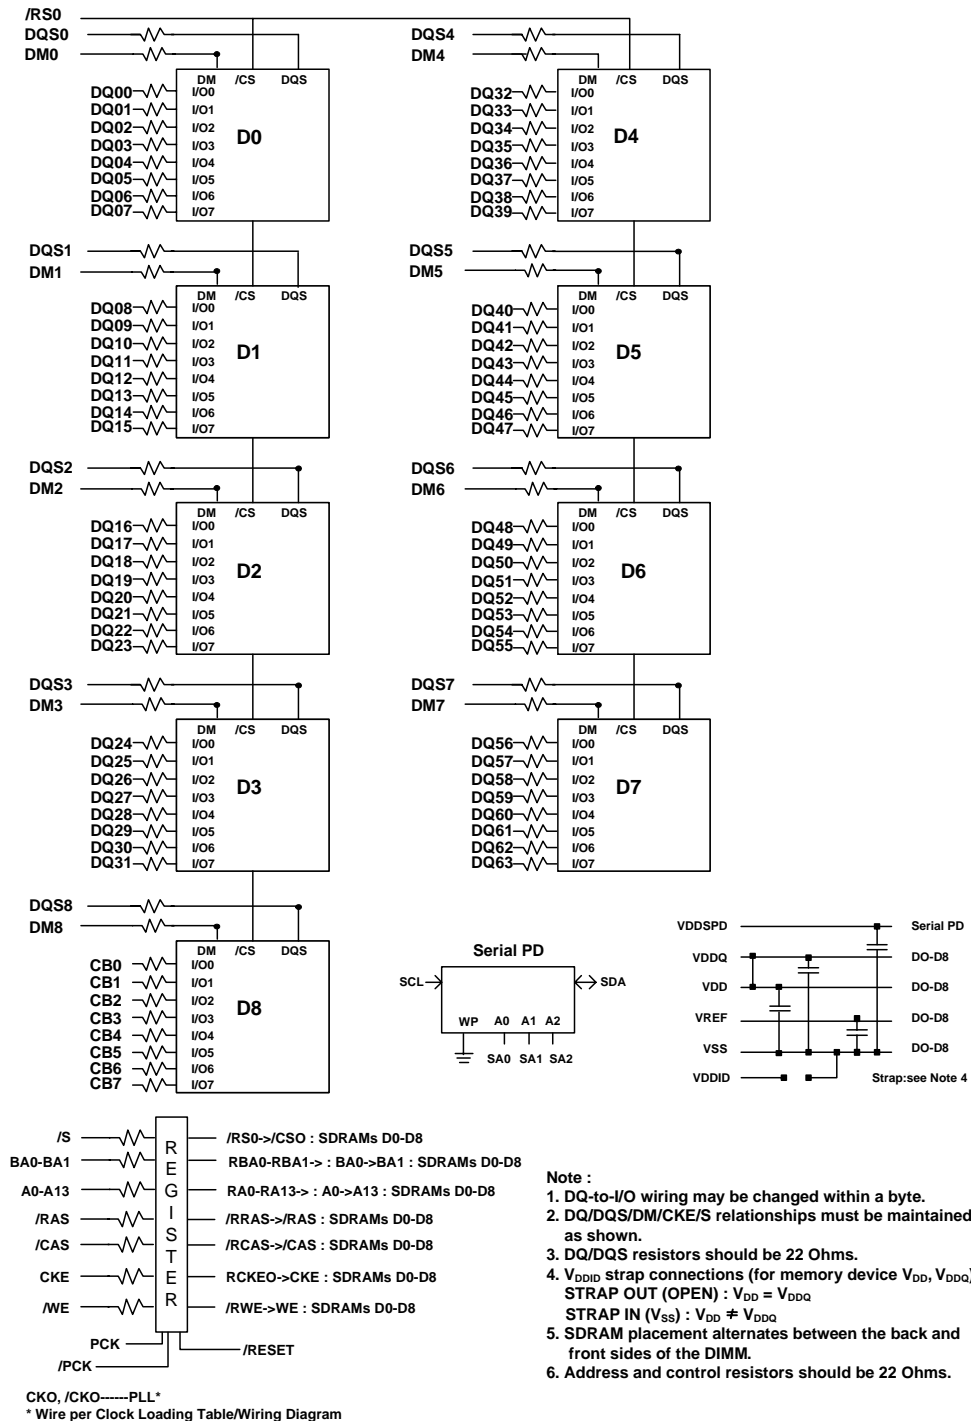 /RS0
DQS0
DM0
DM /CS DQS
DQ00 I/O0
DQ01 I/O1
DQ02 I/O2
DQ03 I/O3
DQ04 I/O4
DQ05 I/O5
DQ06 I/O6
DQ07 I/O7
D0
DQS4
DM4
DM /CS DQS
DQ32 I/O0
DQ33 I/O1
DQ34 I/O2
DQ35 I/O3
DQ36 I/O4
DQ37 I/O5
DQ38 I/O6
DQ39 I/O7
D4
DQS1
DM1
DM /CS DQS
DQ08 I/O0
DQ09 I/O1
DQ10 I/O2
DQ11 I/O3
DQ12 I/O4
DQ13 I/O5
DQ14 I/O6
DQ15 I/O7
D1
DQS5
DM5
DM /CS DQS
DQ40 I/O0
DQ41 I/O1
DQ42 I/O2
DQ43 I/O3
DQ44 I/O4
DQ45 I/O5
DQ46 I/O6
DQ47 I/O7
D5
DQS2
DM2
DM /CS DQS
DQ16 I/O0
DQ17 I/O1
DQ18 I/O2
DQ19 I/O3
DQ20 I/O4
DQ21 I/O5
DQ22 I/O6
DQ23 I/O7
D2
DQS6
DM6
DM /CS DQS
DQ48 I/O0
DQ49 I/O1
DQ50 I/O2
DQ51 I/O3
DQ52 I/O4
DQ53 I/O5
DQ54 I/O6
DQ55 I/O7
D6
DQS3
DM3
DM /CS DQS
DQ24 I/O0
DQ25 I/O1
DQ26 I/O2
DQ27 I/O3
DQ28 I/O4
DQ29 I/O5
DQ30 I/O6
DQ31 I/O7
D3
DQS7
DM7
DM /CS DQS
DQ56 I/O0
DQ57 I/O1
DQ58 I/O2
DQ59 I/O3
DQ60 I/O4
DQ61 I/O5
DQ62 I/O6
DQ63 I/O7
D7
DQS8
DM8
DM /CS DQS
CB0 I/O0
CB1 I/O1
CB2 I/O2
CB3 I/O3
CB4 I/O4
CB5 I/O5
CB6 I/O6
CB7 I/O7
D8
Serial PD
SCL SDA
WP A0 A1 A2
SA0 SA1 SA2
VDDSPD Serial PD
VDDQ DO-D8
VDD DO-D8
VREF DO-D8
VSS DO-D8
VDDID Strap:see Note 4
REGISTER
/S /RS0->/CSO : SDRAMs D0-D8
BA0-BA1 RBA0-RBA1-> : BA0->BA1 : SDRAMs D0-D8
A0-A13 RA0-RA13-> : A0->A13 : SDRAMs D0-D8
/RAS /RRAS->/RAS : SDRAMs D0-D8
/CAS /RCAS->/CAS : SDRAMs D0-D8
CKE RCKEO->CKE : SDRAMs D0-D8
/WE /RWE->WE : SDRAMs D0-D8
PCK
/PCK
/RESET
CKO, /CKO------PLL*
* Wire per Clock Loading Table/Wiring Diagram
Note :
1. DQ-to-I/O wiring may be changed within a byte.
2. DQ/DQS/DM/CKE/S relationships must be maintained
as shown.
3. DQ/DQS resistors should be 22 Ohms.
4. VDDID strap connections (for memory device VDD, VDDQ)
STRAP OUT (OPEN) : VDD = VDDQ
STRAP IN (VSS) : VDD ≠ VDDQ
5. SDRAM placement alternates between the back and
front sides of the DIMM.
6. Address and control resistors should be 22 Ohms.